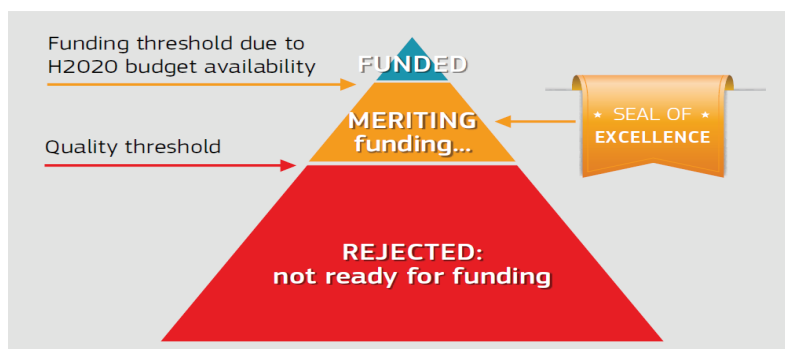 Funding threshold due to
H2020 budget availability
FUNDED
MERITING
funding...
SEAL OF
EXCELLENCE
Quality threshold
REJECTED:
not ready for funding